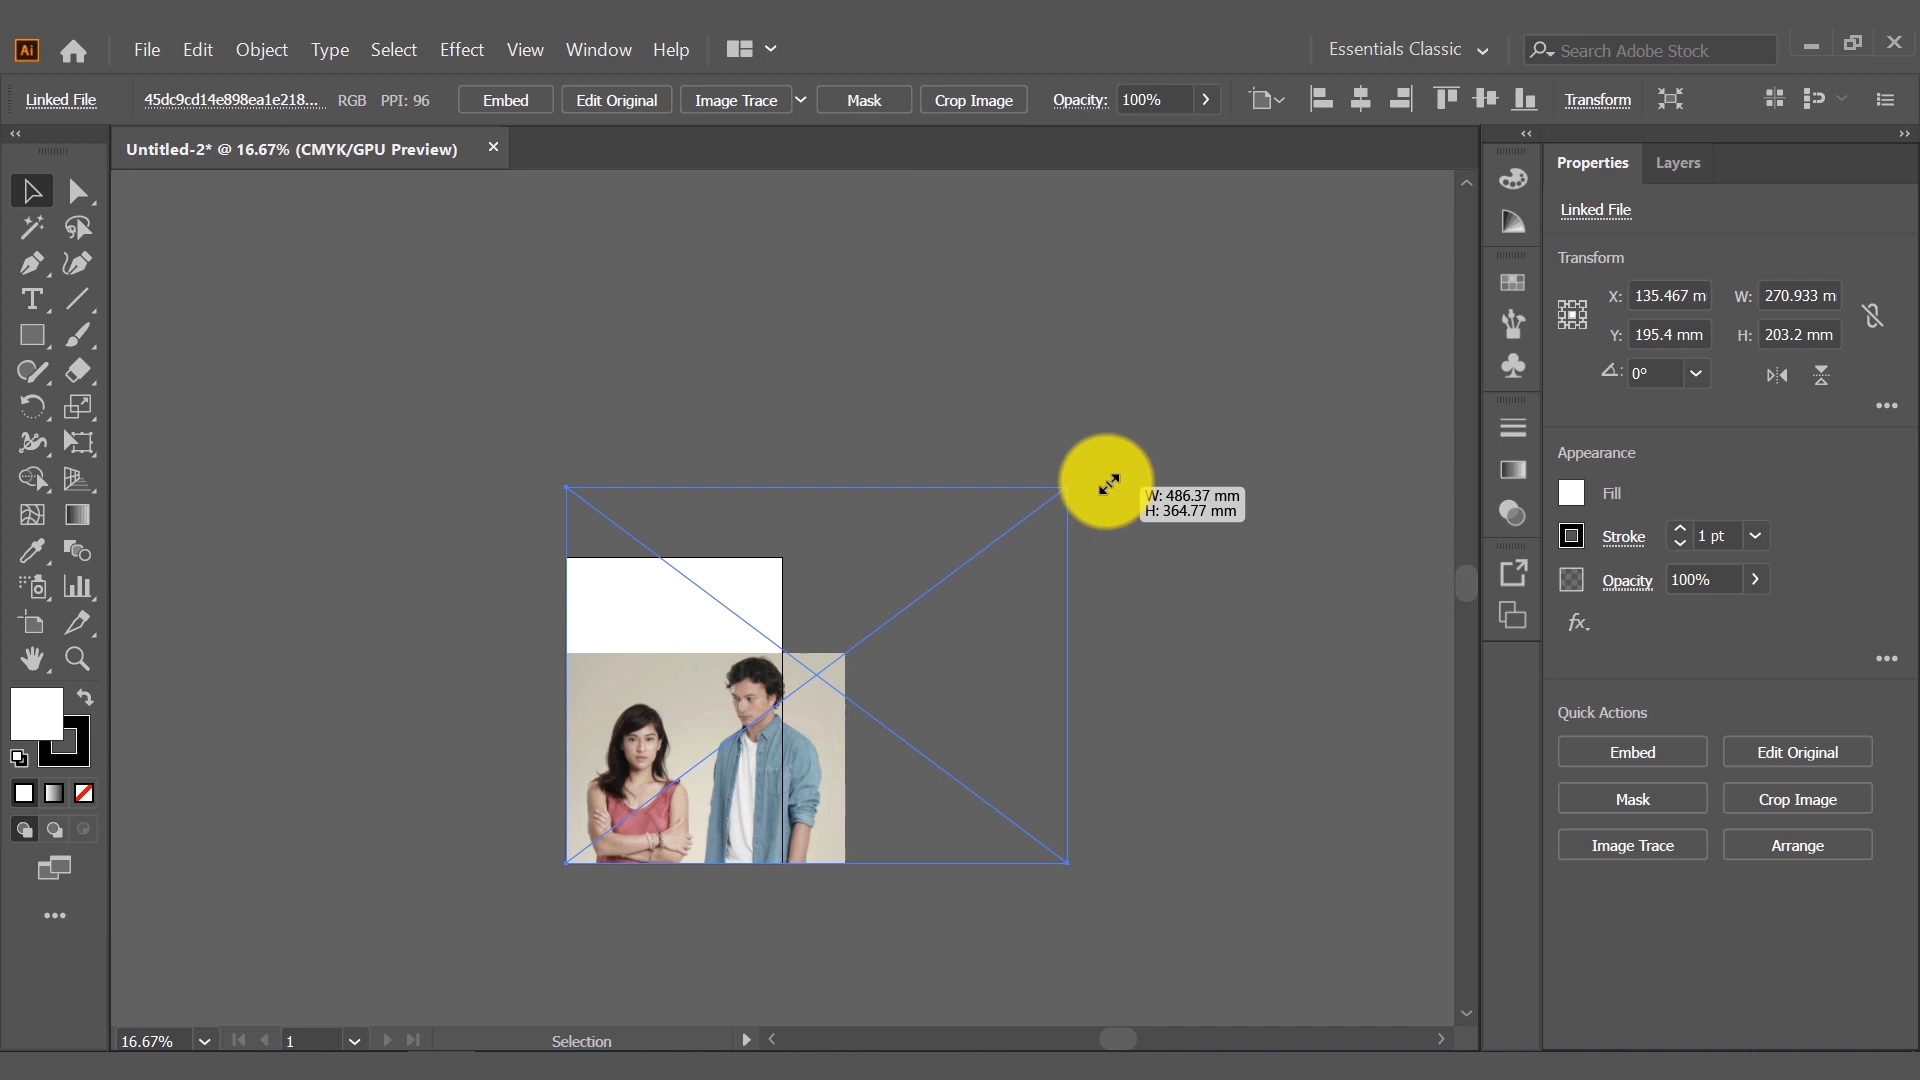 Ai File Edit Object Type Select Effect View Window Help Essentials Classic Search Adobe Stock
Linked File 45dc9cd14e898ea1e218... RGB PPI: 96 Embed Edit Original Image Trace Mask Crop Image Opacity: 100% Transform
Untitled-2* @ 16.67% (CMYK/GPU Preview)
Properties Layers
Linked File
Transform
X: 135.467 m W: 270.933 m
Y: 195.4 mm H: 203.2 mm
0°
Appearance
Fill
Stroke 1 pt
Opacity 100%
fx.
Quick Actions
Embed Edit Original
Mask Crop Image
Image Trace Arrange
W: 486.37 mm
H: 364.77 mm
16.67% 1 Selection